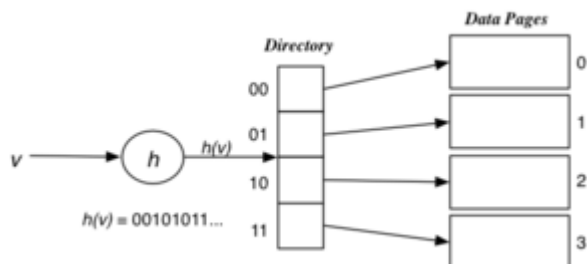 Data Pages
Directory
00
0
01
1
v
h
h(v)
10
2
h(v) = 00101011...
11
3